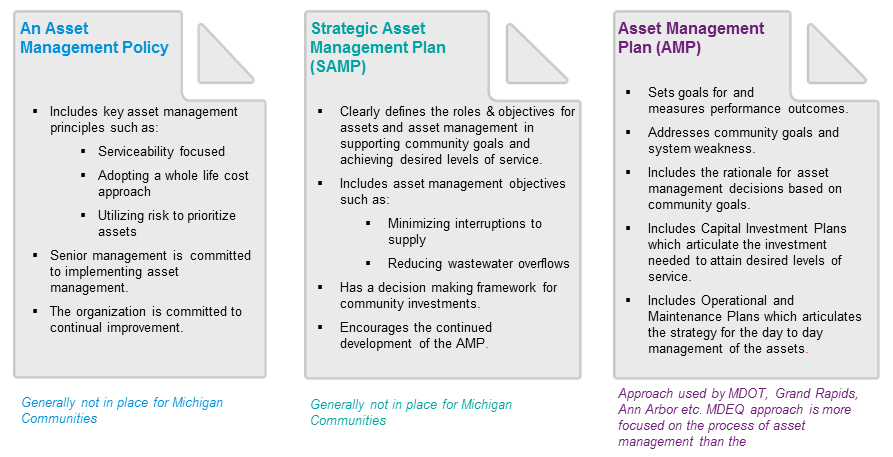 An Asset
Management Policy
▪ Includes key asset management
principles such as:
▪ Serviceability focused
▪ Adopting a whole life cost
approach
▪ Utilizing risk to prioritize
assets
▪ Senior management is committed
to implementing asset
management.
▪ The organization is committed to
continual improvement.
Generally not in place for Michigan
Communities
Strategic Asset
Management Plan
(SAMP)
▪ Clearly defines the roles & objectives for
assets and asset management in
supporting community goals and
achieving desired levels of service.
▪ Includes asset management objectives
such as:
▪ Minimizing interruptions to
supply
▪ Reducing wastewater overflows
▪ Has a decision making framework for
community investments.
▪ Encourages the continued
development of the AMP.
Generally not in place for Michigan
Communities
Asset Management
Plan (AMP)
▪ Sets goals for and
measures performance outcomes.
▪ Addresses community goals and
system weakness.
▪ Includes the rationale for asset
management decisions based on
community goals.
▪ Includes Capital Investment Plans
which articulate the investment
needed to attain desired levels of
service.
▪ Includes Operational and
Maintenance Plans which articulates
the strategy for the day to day
management of the assets.
Approach used by MDOT, Grand Rapids,
Ann Arbor etc. MDEQ approach is more
focused on the process of asset
management than the